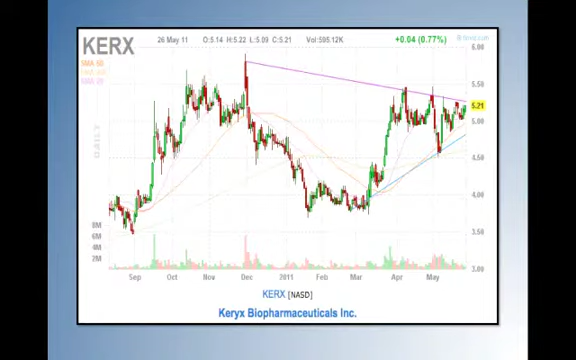 KERX
26 May 11 O:5.14 H:5.22 L:5.09 C:5.21 Vol:595.12K +0.04 (0.77%)
6.00
5.50
5.21
5.00
4.50
4.00
3.50
3.00
DAILY
8M
6M
4M
2M
Sep Oct Nov Dec 2011 Feb Mar Apr May
KERX [NASD]
Keryx Biopharmaceuticals Inc.